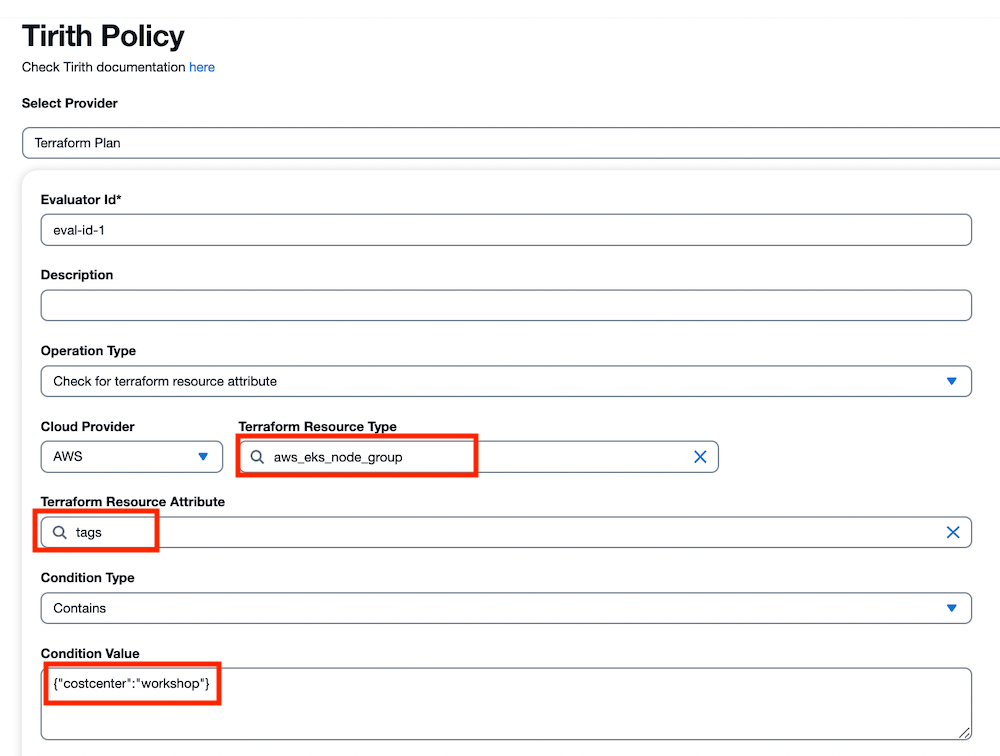 Tirith Policy
Check Tirith documentation here
Select Provider
Terraform Plan
Evaluator Id*
eval-id-1
Description
Operation Type
Check for terraform resource attribute
Cloud Provider
Terraform Resource Type
AWS
aws_eks_node_group
Terraform Resource Attribute
tags
Condition Type
Contains
Condition Value
{"costcenter":"workshop"}